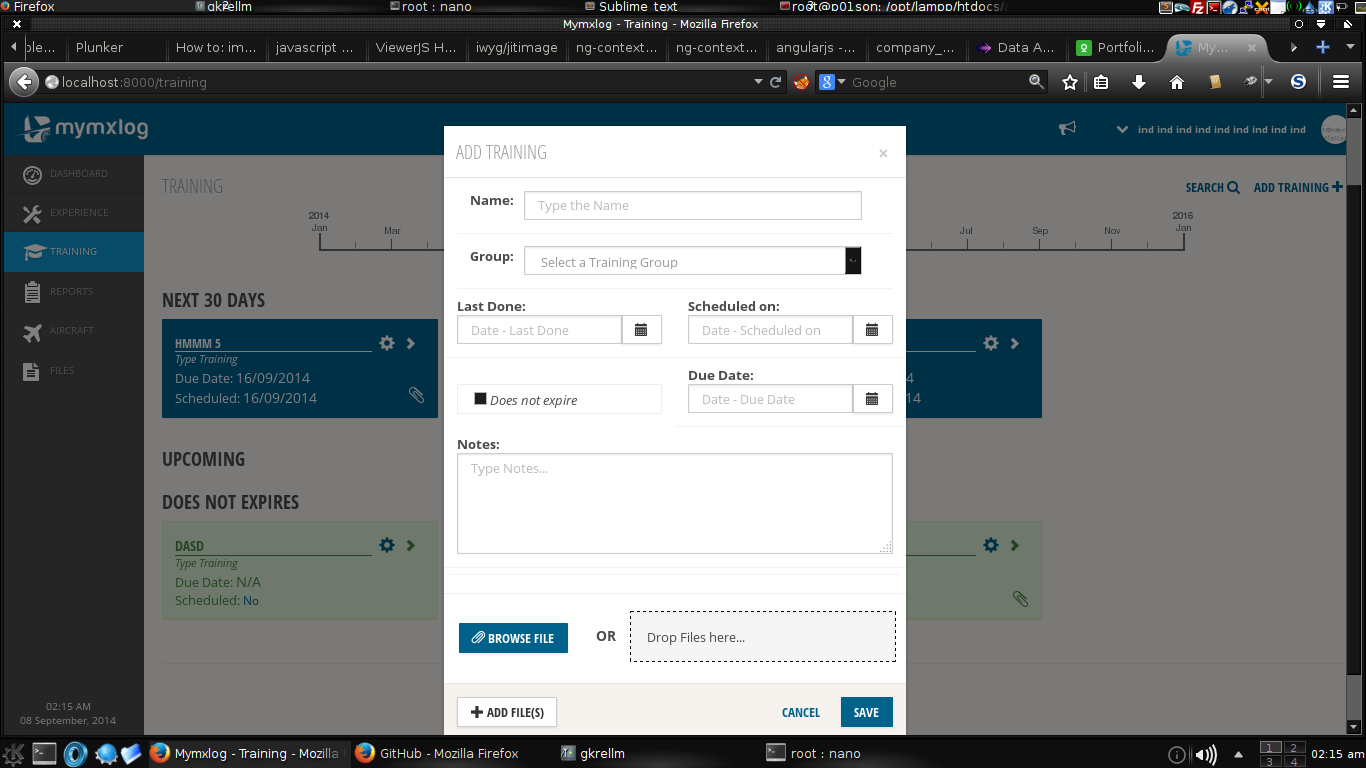 Firefox
gkrellm
root : nano
Sublime_text
root@p01son: /opt/lampp/htdocs/
Mymxlog - Training - Mozilla Firefox
Plunker
How to: im...
javascript ...
ViewerJS H...
iwyg/jitimage
ng-context...
ng-context...
angularjs -...
company_...
Data A...
Portfoli...
My...
localhost:8000/training
Google
mymxlog
ind ind ind ind ind ind ind ind ind
DASHBOARD
EXPERIENCE
TRAINING
REPORTS
AIRCRAFT
FILES
TRAINING
SEARCH
ADD TRAINING
2014
Jan
Mar
Jul
Sep
Nov
2016
Jan
NEXT 30 DAYS
HMMM 5
Type Training
Due Date: 16/09/2014
Scheduled: 16/09/2014
UPCOMING
DOES NOT EXPIRES
DASD
Type Training
Due Date: N/A
Scheduled: No
ADD TRAINING
×
Name:
Type the Name
Group:
Select a Training Group
Last Done:
Scheduled on:
Date - Last Done
Date - Scheduled on
Does not expire
Due Date:
Date - Due Date
Notes:
Type Notes...
BROWSE FILE
OR
Drop Files here...
ADD FILE(S)
CANCEL
SAVE
02:15 AM
08 September, 2014
Mymxlog - Training - Mozilla
GitHub - Mozilla Firefox
gkrellm
root : nano
1
2
3
4
02:15 am